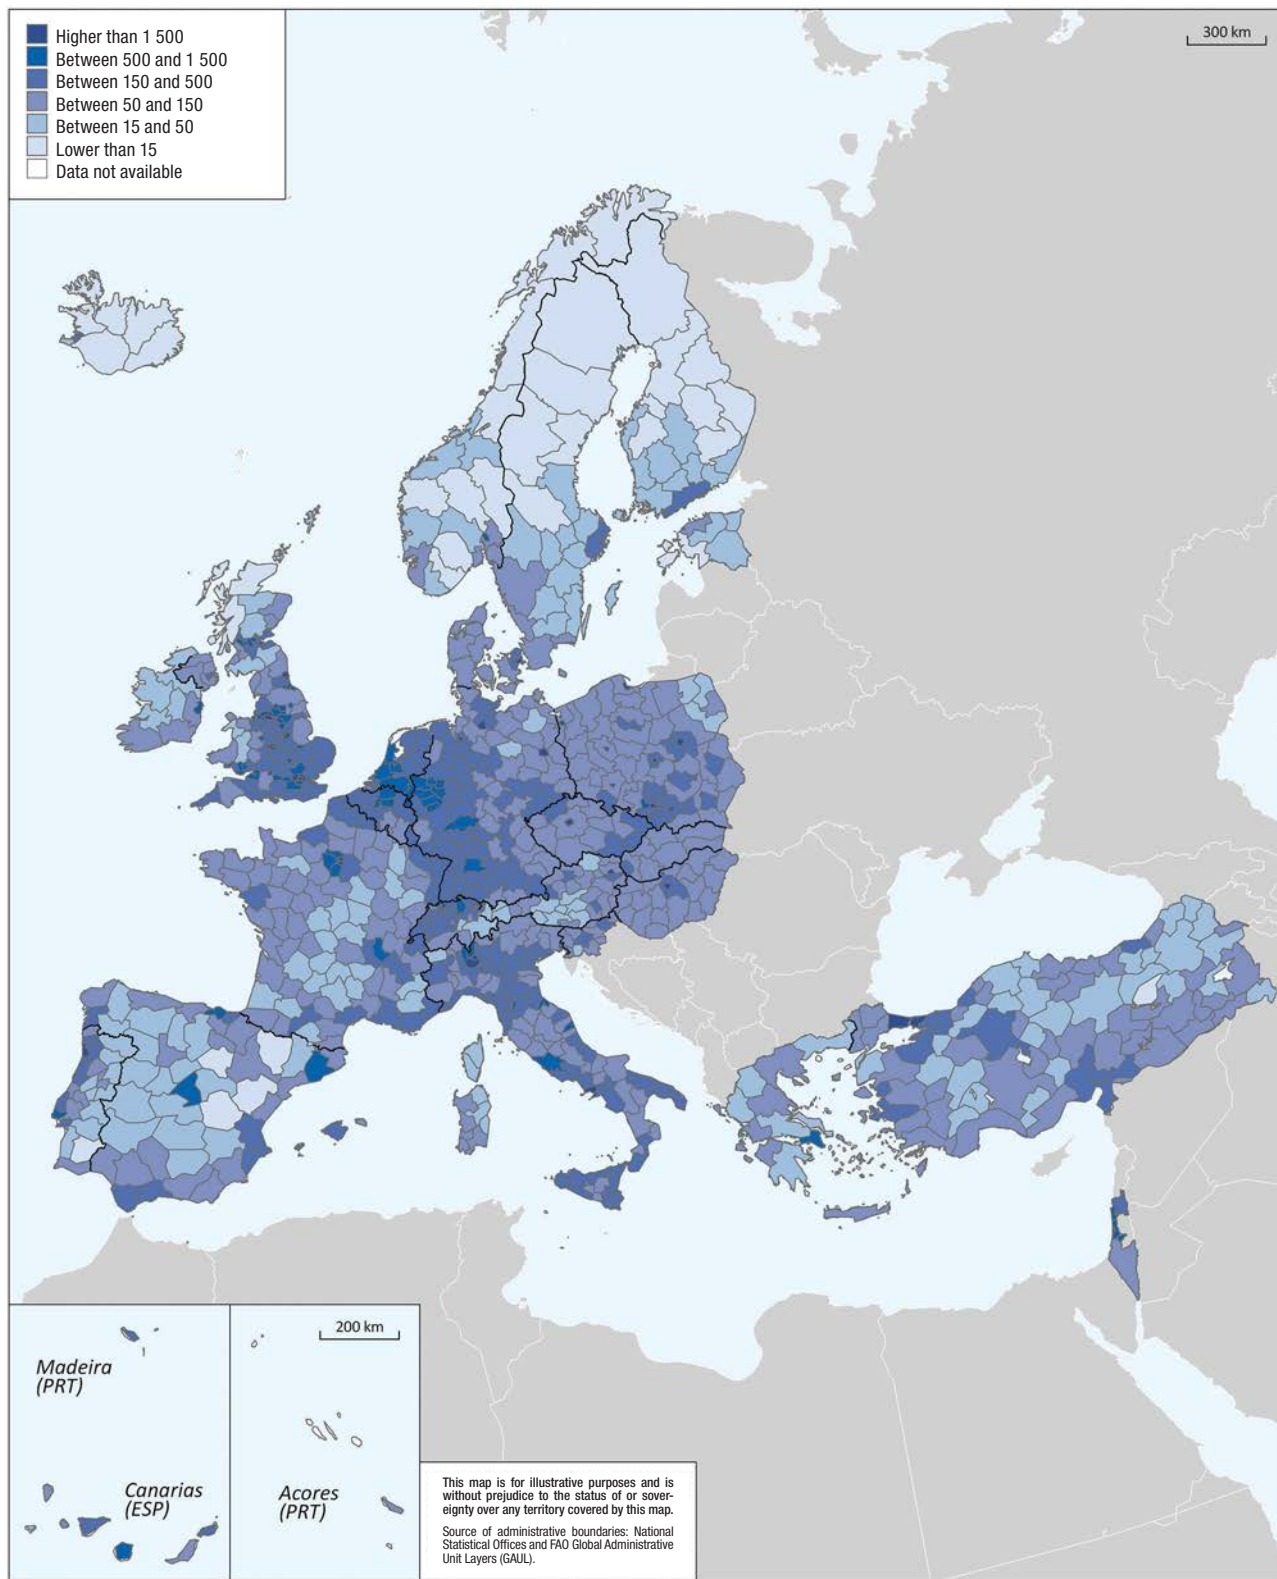 Higher than 1 500
Between 500 and 1 500
Between 150 and 500
Between 50 and 150
Between 15 and 50
Lower than 15
Data not available
300 km
200 km
Madeira
(PRT)
Canarias
(ESP)
Acores
(PRT)
This map is for illustrative purposes and is
without prejudice to the status of or sover-
eignty over any territory covered by this map.
Source of administrative boundaries: National
Statistical Offices and FAO Global Administrative
Unit Layers (GAUL).